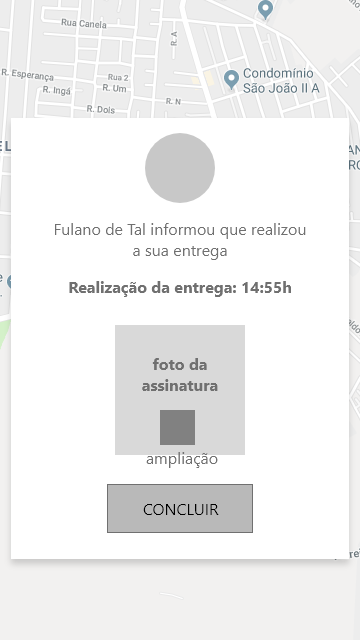 Rua Canela
R. A
R. Esperança
Rua 2
R. Ingá
R. Um
R. Dois
R. N
Condomínio
São João II A
Fulano de Tal informou que realizou
a sua entrega
Realização da entrega: 14:55h
foto da
assinatura
ampliação
CONCLUIR